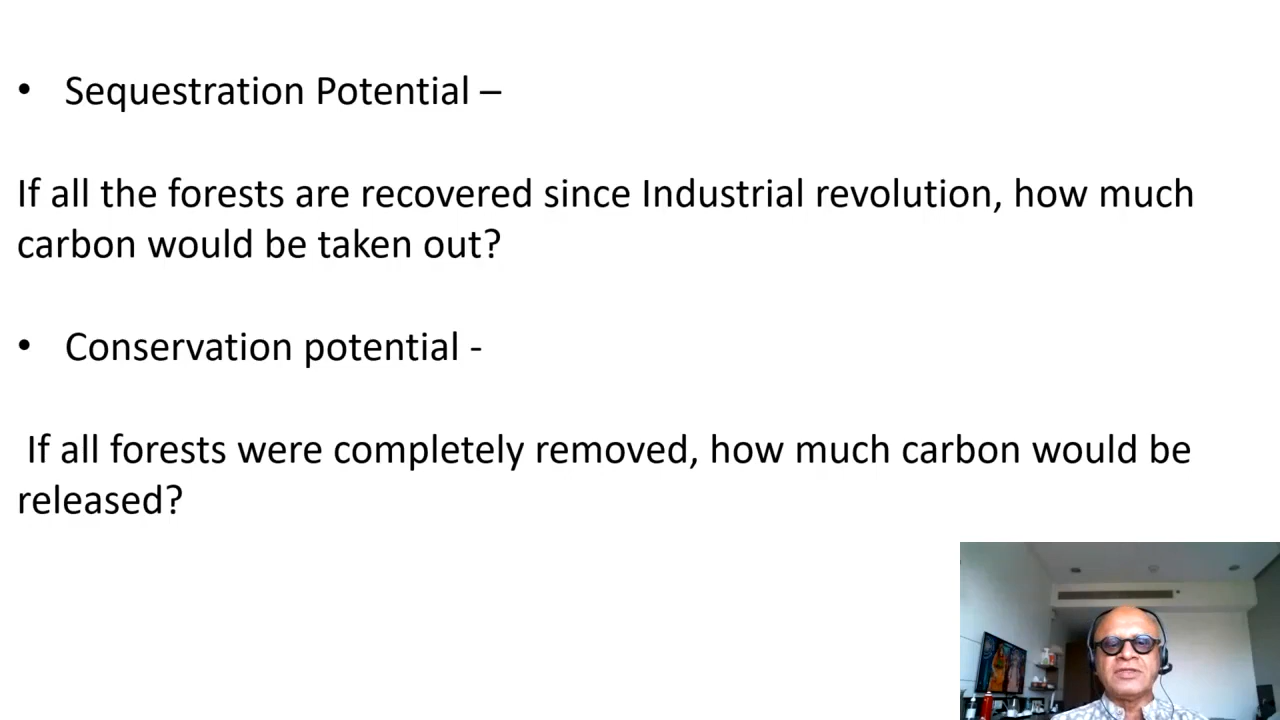 • Sequestration Potential –
If all the forests are recovered since Industrial revolution, how much
carbon would be taken out?
• Conservation potential -
If all forests were completely removed, how much carbon would be
released?